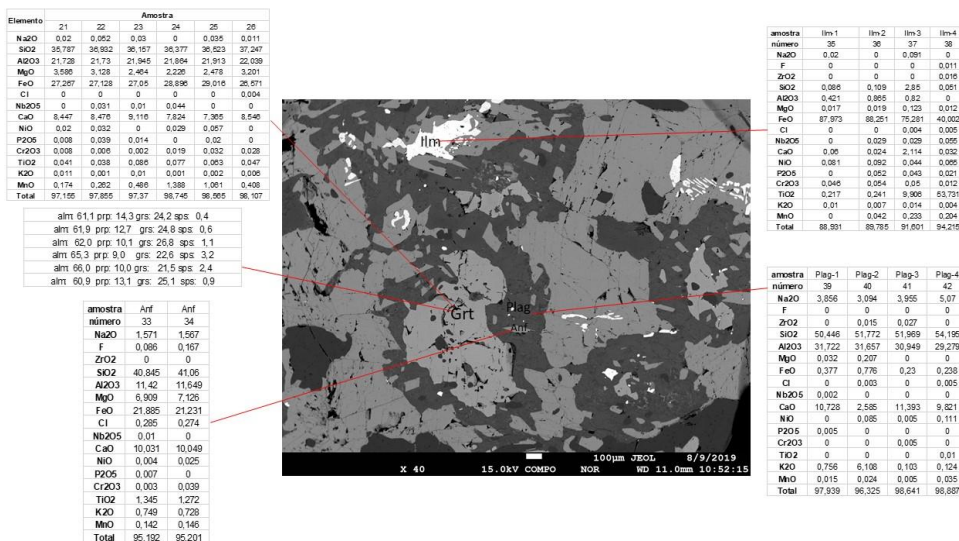 Elemento Amostra
21 22 23 24 25 26
Na2O 0,02 0,052 0,03 0 0,035 0,011
SiO2 35,787 36,932 36,157 36,377 36,523 37,247
Al2O3 21,728 21,73 21,945 21,864 21,913 22,039
MgO 3,586 3,128 2,464 2,226 2,478 3,201
FeO 27,267 27,128 27,05 28,896 29,016 26,571
Cl 0 0 0 0 0 0,004
Nb2O5 0 0,031 0,01 0,044 0 0
CaO 8,447 8,476 9,116 7,824 7,365 8,546
NiO 0,02 0,032 0 0,029 0,057 0
P2O5 0,008 0,039 0,014 0 0,02 0
Cr2O3 0,008 0,006 0,002 0,019 0,032 0,028
TiO2 0,041 0,038 0,086 0,077 0,063 0,047
K2O 0,011 0,001 0,01 0,001 0,002 0,006
MnO 0,174 0,262 0,486 1,388 1,061 0,408
Total 97,155 97,855 97,37 98,745 98,565 98,107
alm: 61,1 prp: 14,3 grs: 24,2 sps: 0,4
alm: 61,9 prp: 12,7 grs: 24,8 sps: 0,6
alm: 62,0 prp: 10,1 grs: 26,8 sps: 1,1
alm: 65,3 prp: 9,0 grs: 22,6 sps: 3,2
alm: 66,0 prp: 10,0 grs: 21,5 sps: 2,4
alm: 60,9 prp: 13,1 grs: 25,1 sps: 0,9
amostra Anf Anf
número 33 34
Na2O 1,571 1,567
F 0,086 0,167
ZrO2 0 0
SiO2 40,845 41,06
Al2O3 11,42 11,649
MgO 6,909 7,126
FeO 21,885 21,231
Cl 0,285 0,274
Nb2O5 0,01 0
CaO 10,031 10,049
NiO 0,004 0,025
P2O5 0,007 0
Cr2O3 0,003 0,039
TiO2 1,345 1,272
K2O 0,749 0,728
MnO 0,142 0,146
Total 95,192 95,201
Ilm
Grt
Plag
Anf
100µm JEOL 8/9/2019
X 40 15.0kV COMPO NOR WD 11.0mm 10:52:15
amostra Ilm-1 Ilm-2 Ilm-3 Ilm-4
número 35 36 37 38
Na2O 0,02 0 0,091 0
F 0 0 0 0,011
ZrO2 0 0 0 0,016
SiO2 0,086 0,109 2,85 0,051
Al2O3 0,421 0,865 0,82 0
MgO 0,017 0,019 0,123 0,012
FeO 87,973 88,251 75,281 40,002
Cl 0 0 0,004 0,005
Nb2O5 0 0,029 0,029 0,055
CaO 0,06 0,024 2,114 0,032
NiO 0,081 0,092 0,044 0,065
P2O5 0 0,052 0,043 0,021
Cr2O3 0,046 0,054 0,05 0,012
TiO2 0,217 0,241 9,906 53,731
K2O 0,01 0,007 0,014 0,004
MnO 0 0,042 0,233 0,204
Total 88,931 89,785 91,601 94,215
amostra Plag-1 Plag-2 Plag-3 Plag-4
número 39 40 41 42
Na2O 3,856 3,094 3,955 5,07
F 0 0 0 0
ZrO2 0 0,015 0,027 0
SiO2 50,446 51,772 51,969 54,195
Al2O3 31,722 31,657 30,949 29,279
MgO 0,032 0,207 0 0
FeO 0,377 0,776 0,23 0,238
Cl 0 0,003 0 0,005
Nb2O5 0,002 0 0 0
CaO 10,728 2,585 11,393 9,821
NiO 0 0,085 0,005 0,111
P2O5 0,005 0 0 0
Cr2O3 0 0 0,005 0
TiO2 0 0 0 0,01
K2O 0,756 6,108 0,103 0,124
MnO 0,015 0,024 0,005 0,035
Total 97,939 96,325 98,641 98,887